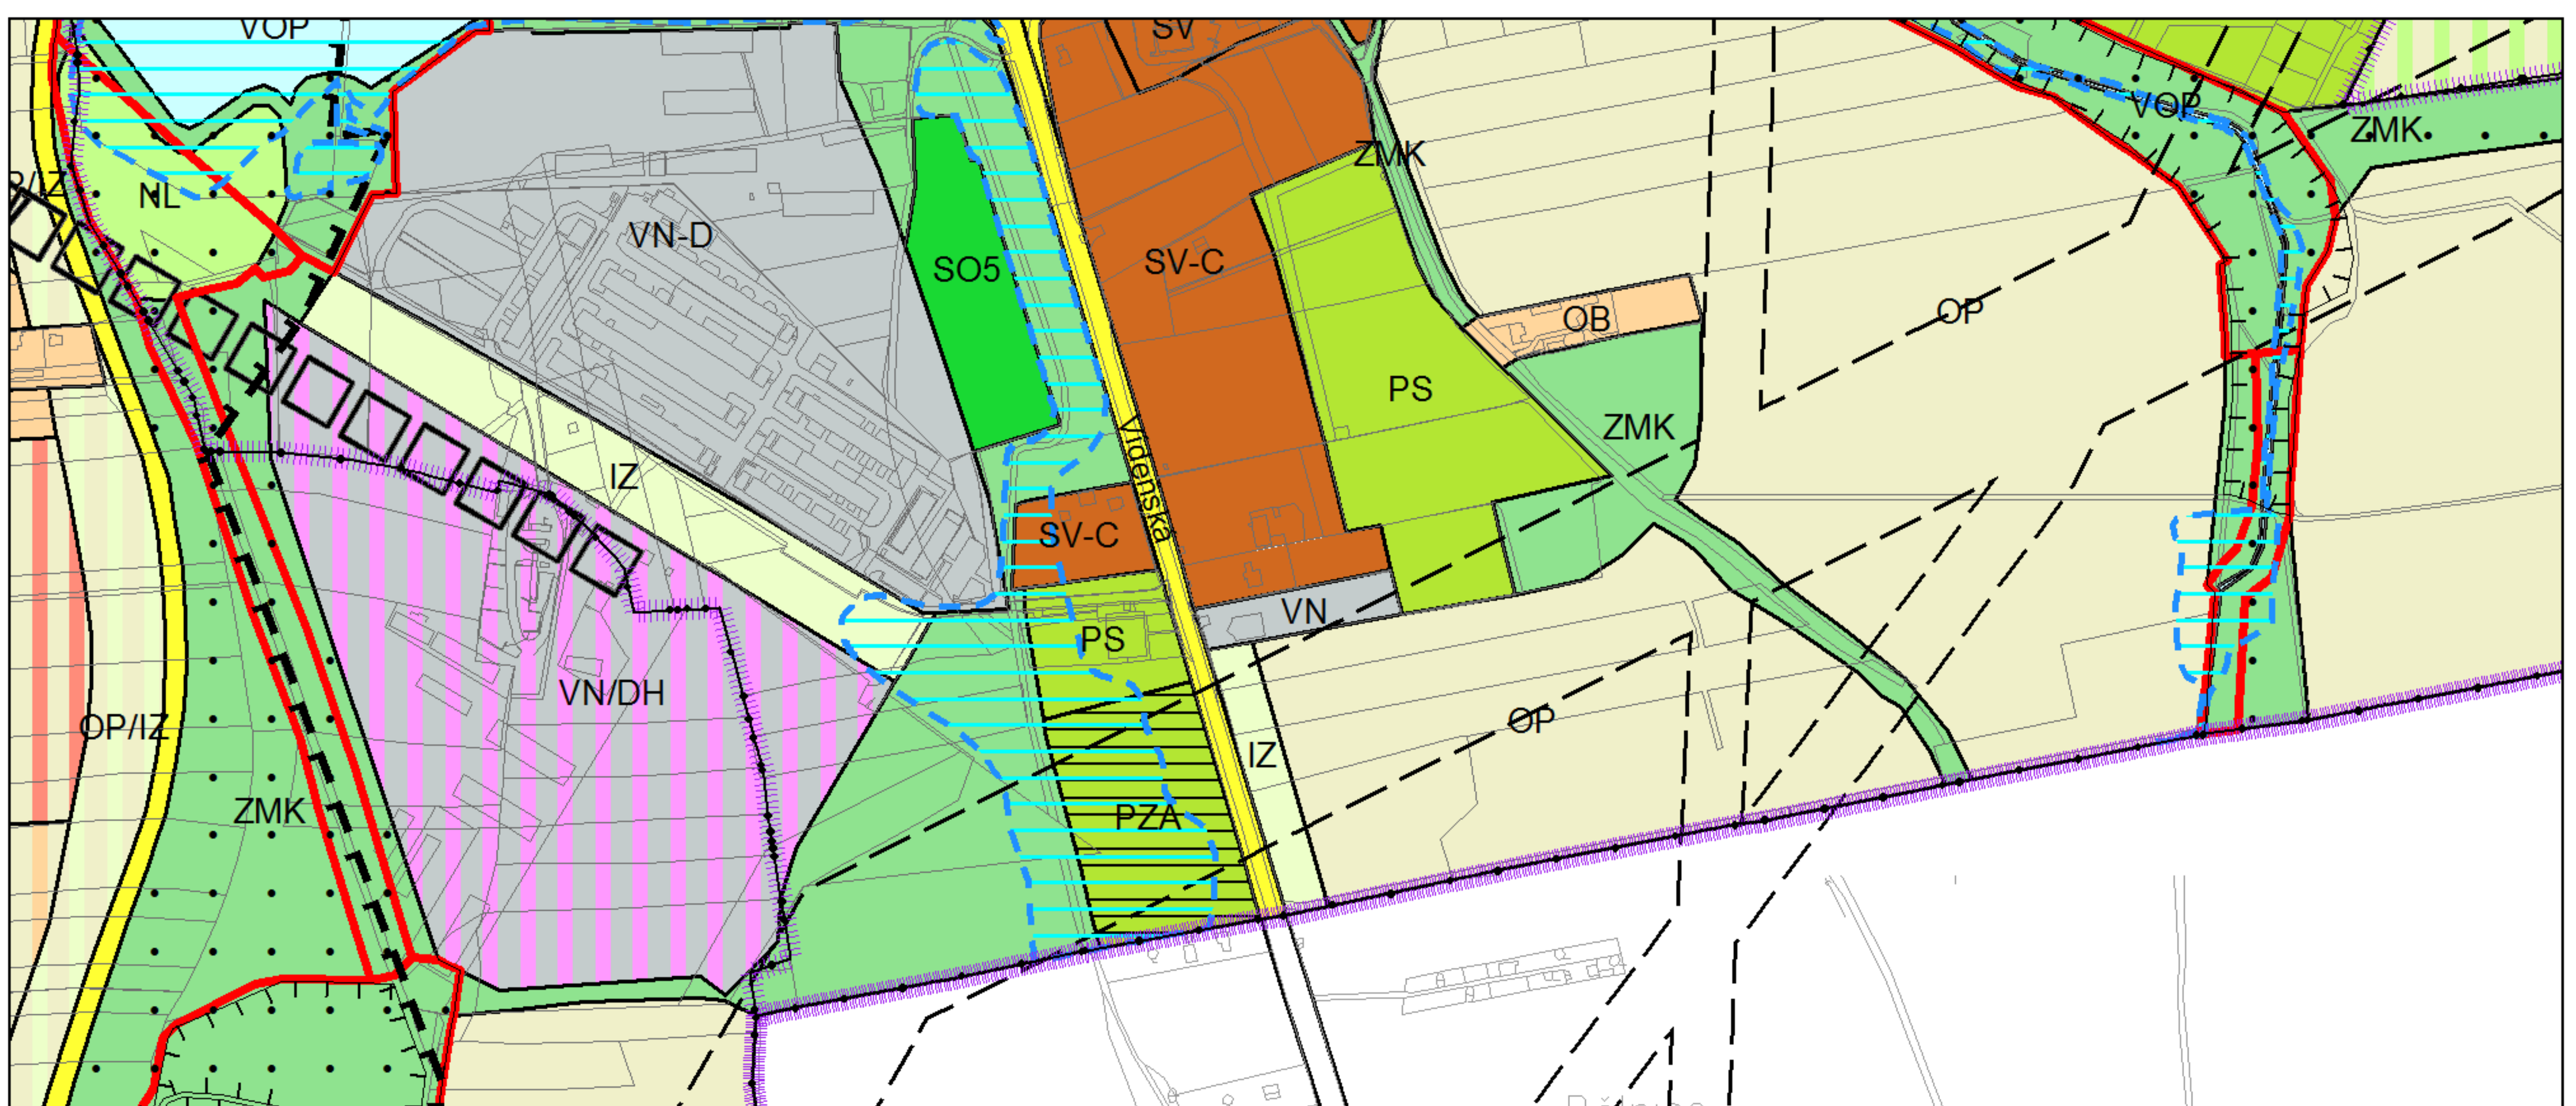 VOP
SV
VOP
ZMK
ZMK
NL
VN-D
SO5
SV-C
OP
OB
PS
ZMK
IZ
Vídeňská
SV-C
VN
PS
VN/DH
OP
OP/IZ
IZ
ZMK
PZA